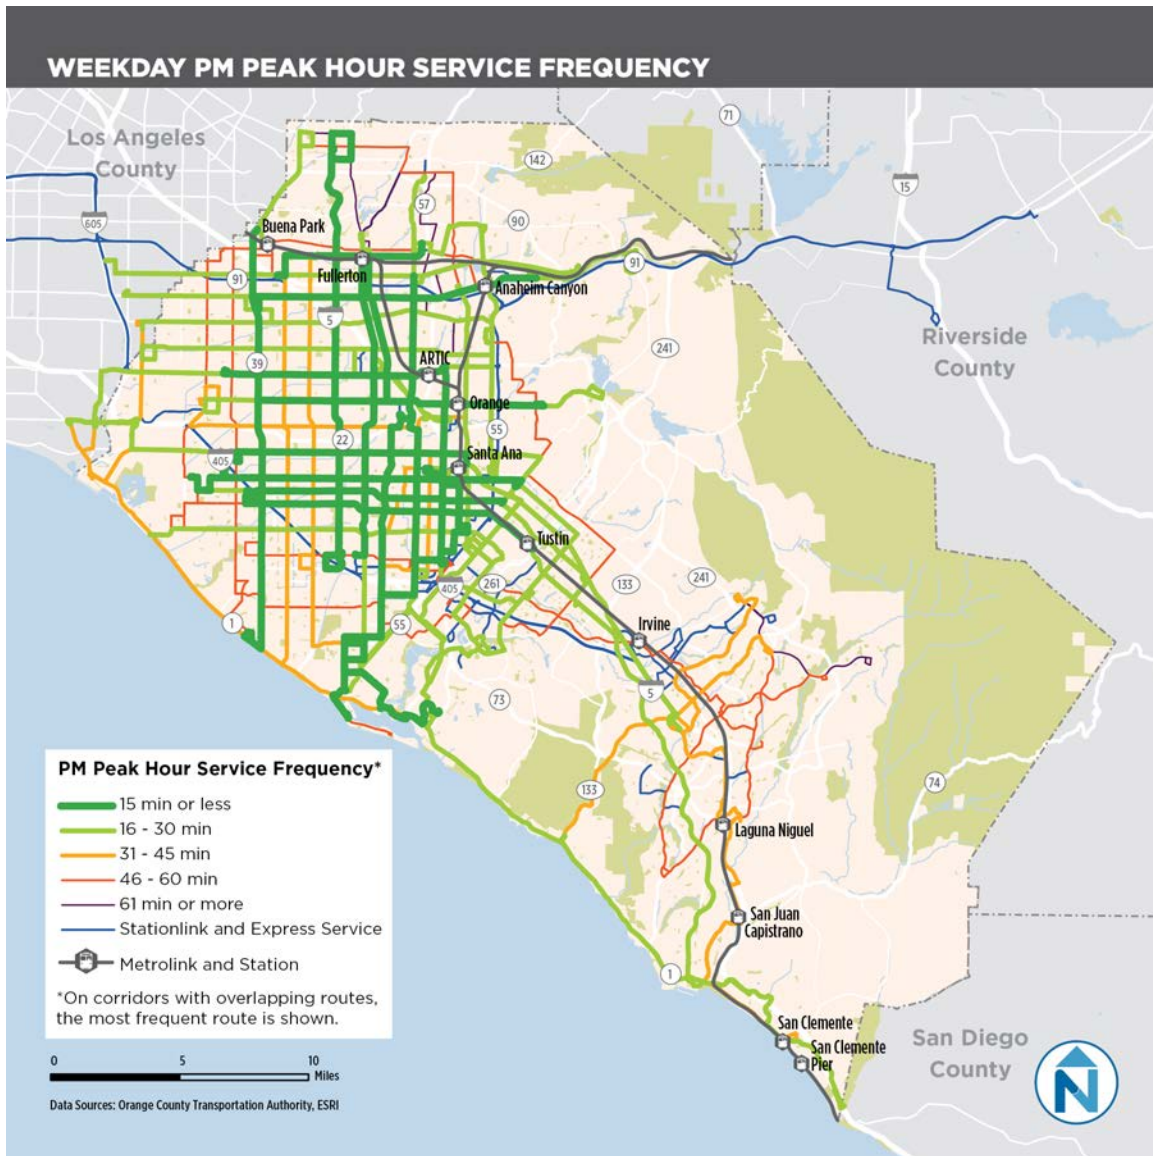 WEEKDAY PM PEAK HOUR SERVICE FREQUENCY
Los Angeles
County
71
142
15
605
57
90
Buena Park
91
Fullerton
91
Anaheim Canyon
5
241
Riverside
County
39
ARTIC
Orange
55
22
405
Santa Ana
Tustin
405
261
133
241
1
55
Irvine
5
73
133
74
Laguna Niguel
San Juan
Capistrano
1
San Clemente
San Clemente
Pier
San Diego
County
PM Peak Hour Service Frequency*
15 min or less
16 - 30 min
31 - 45 min
46 - 60 min
61 min or more
Stationlink and Express Service
Metrolink and Station
*On corridors with overlapping routes,
the most frequent route is shown.
0 5 10
Miles
Data Sources: Orange County Transportation Authority, ESRI
N